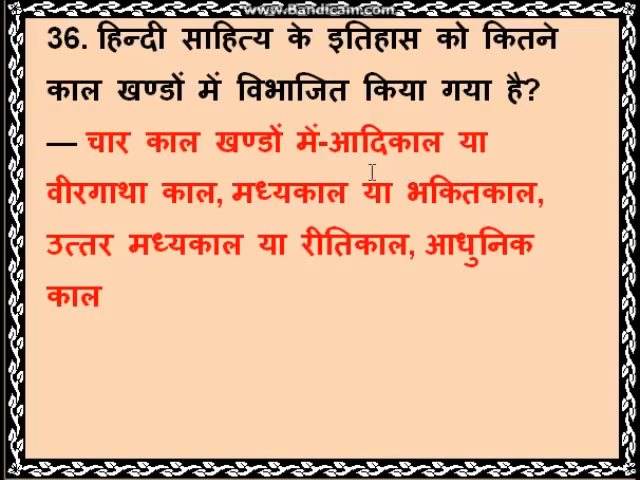 www.Bandicam.com
36. हिन्दी साहित्य के इतिहास को कितने
काल खण्डों में विभाजित किया गया है?
— चार काल खण्डों में-आदिकाल या
वीरगाथा काल, मध्यकाल या भकितकाल,
उत्तर मध्यकाल या रीतिकाल, आधुनिक
काल